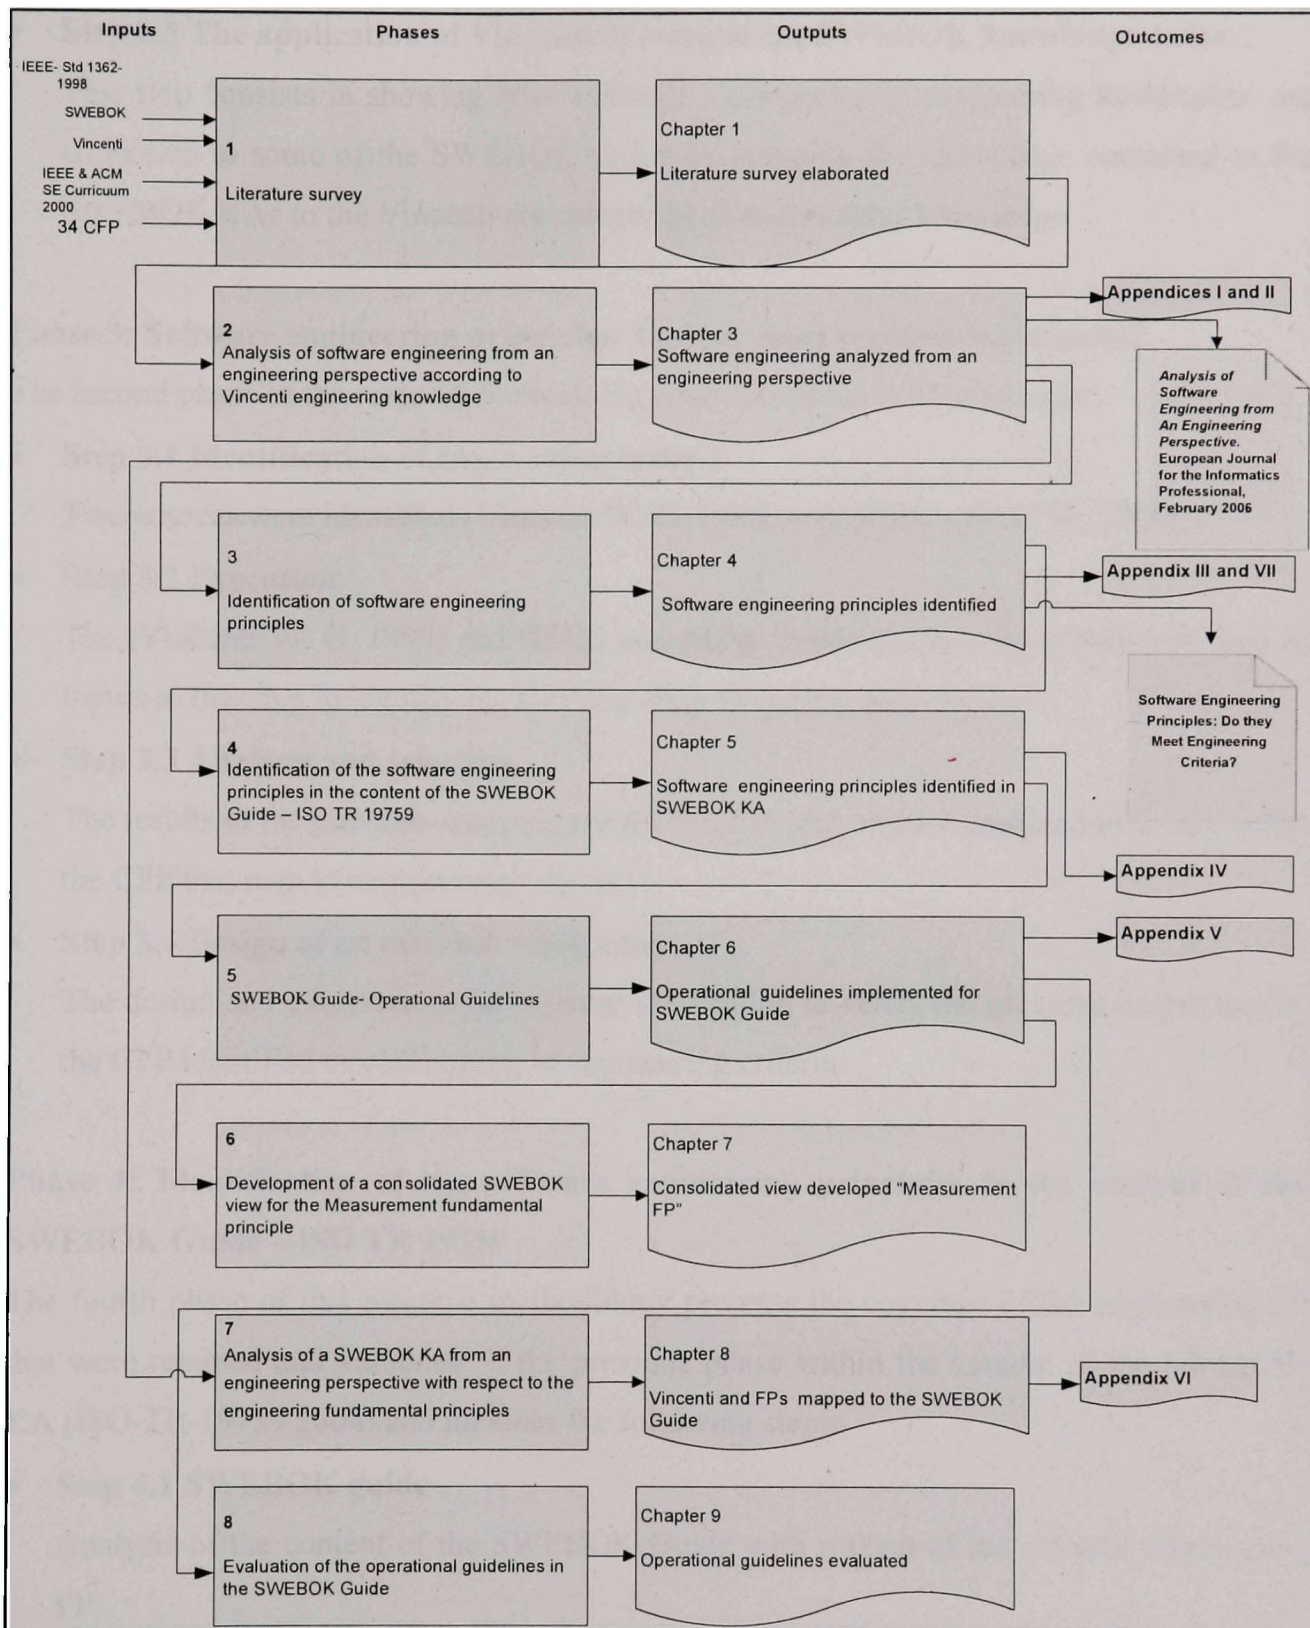 Inputs
Phases
Outputs
Outcomes
IEEE- Std 1362-
1998
SWEBOK
Vincenti
IEEE & ACM
SE Curicuum
2000
34 CFP
1
Literature survey
Chapter 1
Literature survey elaborated
2
Analysis of software engineering from an
engineering perspective according to
Vincenti engineering knowledge
Chapter 3
Software engineering analyzed from an
engineering perspective
Appendices I and II
Analysis of
Software
Engineering from
An Engineering
Perspective.
European Journal
for the Informatics
Professional,
February 2006
3
Identification of software engineering
principles
Chapter 4
Software engineering principles identified
Appendix III and VII
Software Engineering
Principles: Do they
Meet Engineering
Criteria?
4
Identification of the software engineering
principles in the content of the SWEBOK
Guide – ISO TR 19759
Chapter 5
Software engineering principles identified in
SWEBOK KA
Appendix IV
5
SWEBOK Guide- Operational Guidelines
Chapter 6
Operational guidelines implemented for
SWEBOK Guide
Appendix V
6
Development of a consolidated SWEBOK
view for the Measurement fundamental
principle
Chapter 7
Consolidated view developed “Measurement
FP”
7
Analysis of a SWEBOK KA from an
engineering perspective with respect to the
engineering fundamental principles
Chapter 8
Vincenti and FPs mapped to the SWEBOK
Guide
Appendix VI
8
Evaluation of the operational guidelines in
the SWEBOK Guide
Chapter 9
Operational guidelines evaluated